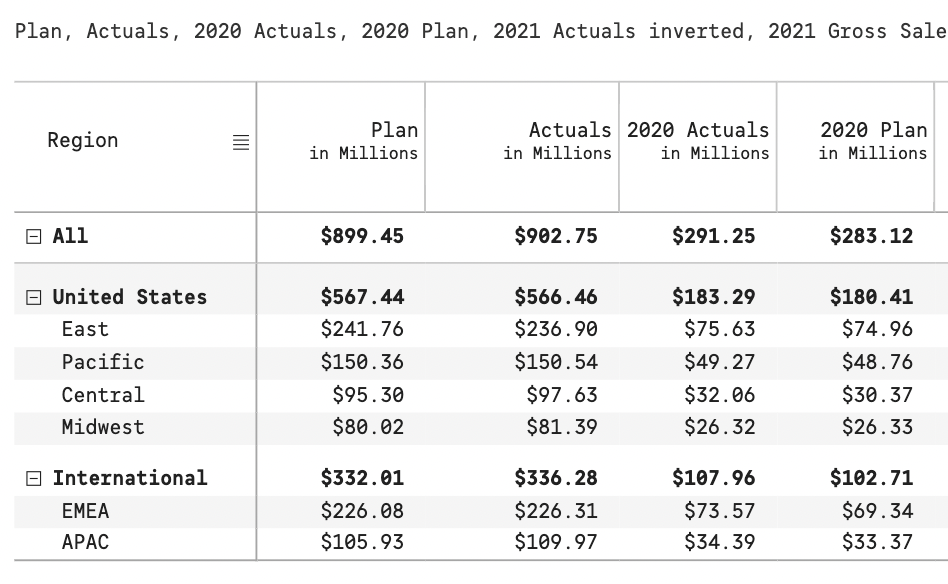 Plan, Actuals, 2020 Actuals, 2020 Plan, 2021 Actuals inverted, 2021 Gross Sale
Region Plan Actuals 2020 Actuals 2020 Plan
in Millions in Millions in Millions in Millions
All $899.45 $902.75 $291.25 $283.12
United States $567.44 $566.46 $183.29 $180.41
East $241.76 $236.90 $75.63 $74.96
Pacific $150.36 $150.54 $49.27 $48.76
Central $95.30 $97.63 $32.06 $30.37
Midwest $80.02 $81.39 $26.32 $26.33
International $332.01 $336.28 $107.96 $102.71
EMEA $226.08 $226.31 $73.57 $69.34
APAC $105.93 $109.97 $34.39 $33.37